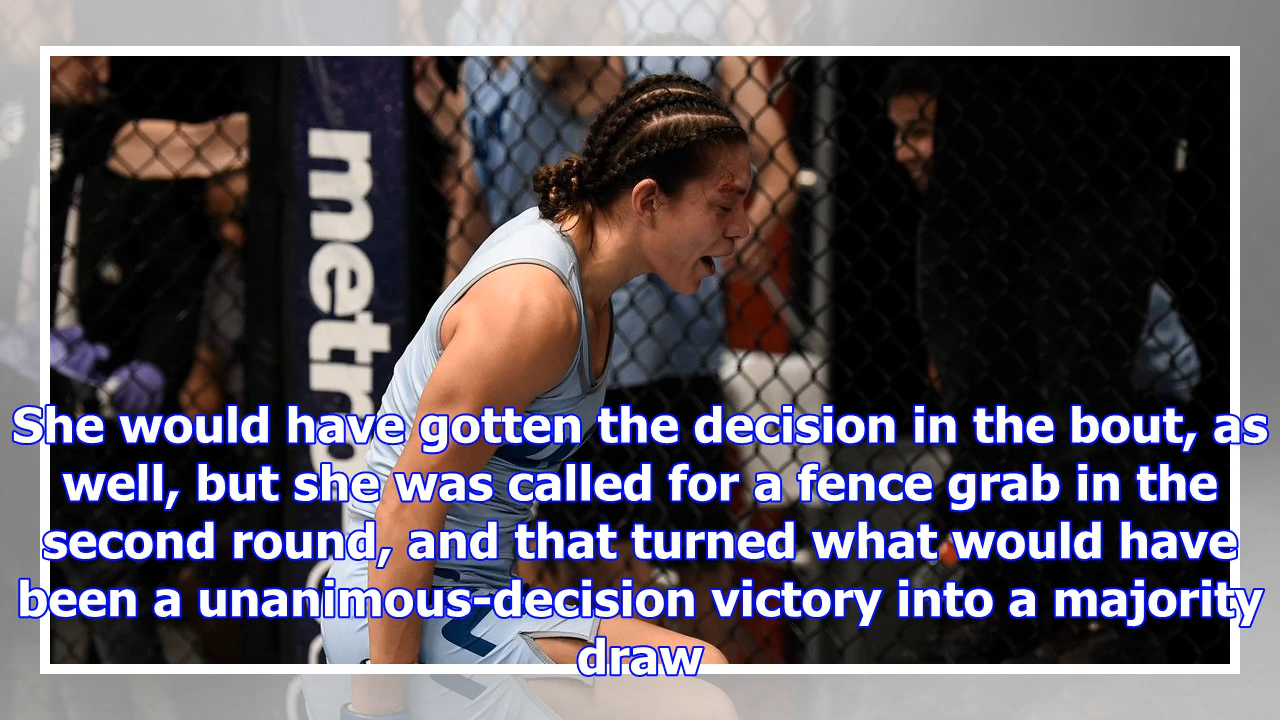 metr
She would have gotten the decision in the bout, as
well, but she was called for a fence grab in the
second round, and that turned what would have
been a unanimous-decision victory into a majority
draw